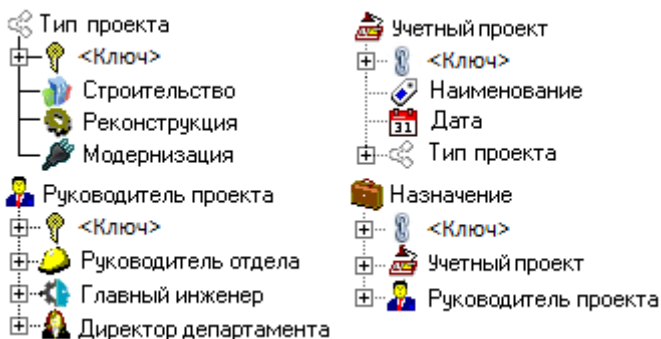 Тип проекта
<Ключ>
Строительство
Реконструкция
Модернизация
Учетный проект
<Ключ>
Наименование
31
Дата
Тип проекта
Руководитель проекта
<Ключ>
Руководитель отдела
Главный инженер
Директор департамента
Назначение
<Ключ>
Учетный проект
Руководитель проекта